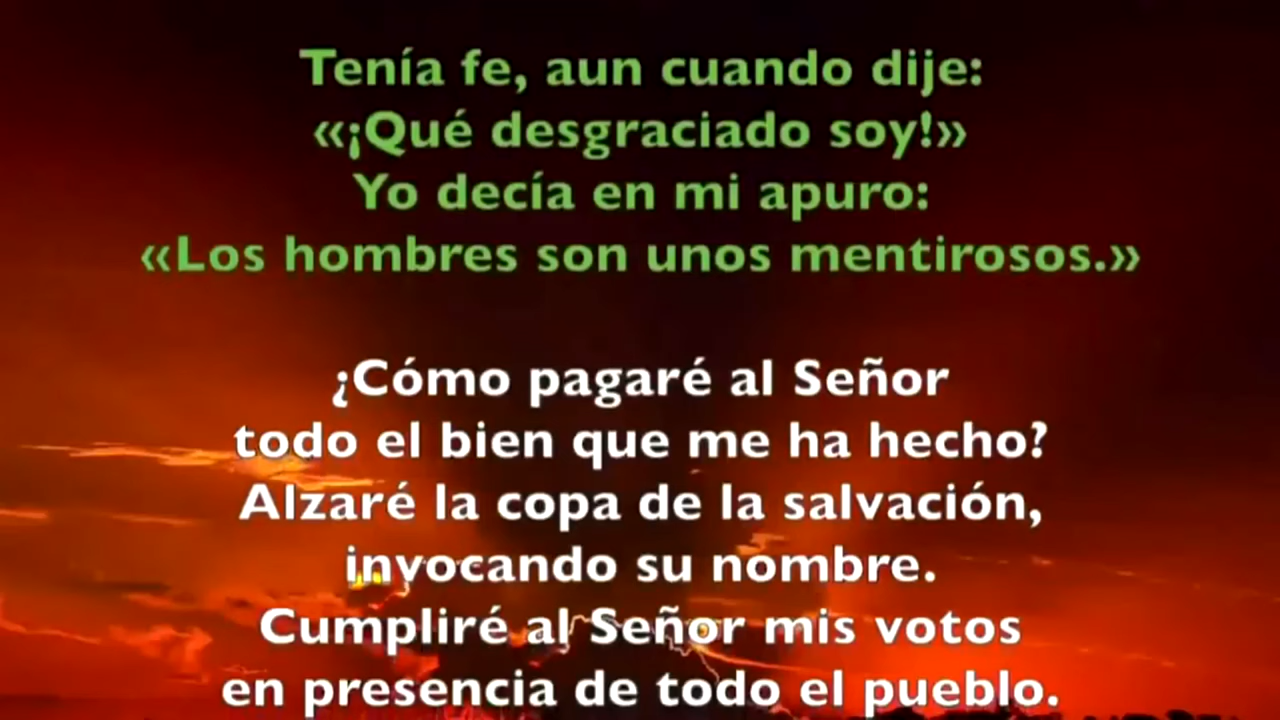 Tenía fe, aun cuando dije:
«¡Qué desgraciado soy!»
Yo decía en mi apuro:
«Los hombres son unos mentirosos.»
¿Cómo pagaré al Señor
todo el bien que me ha hecho?
Alzaré la copa de la salvación,
invocando su nombre.
Cumpliré al Señor mis votos
en presencia de todo el pueblo.